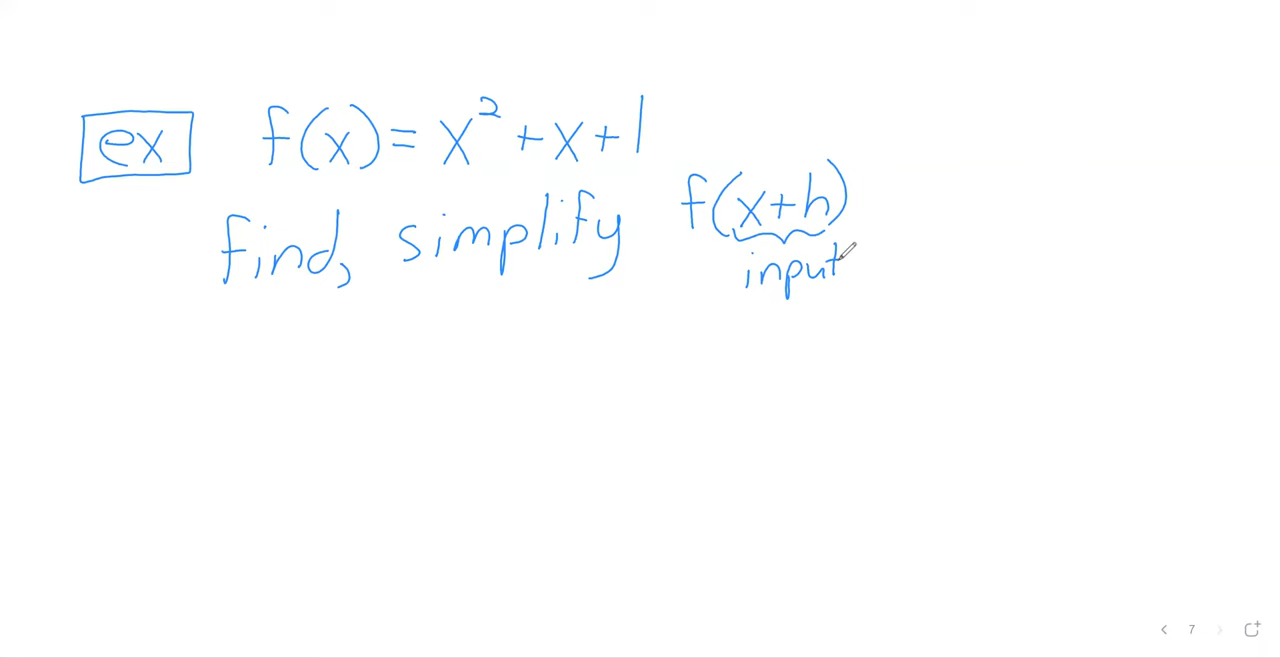 ex f(x) = x² + x + 1
find, simplify f(x+h)
input
7